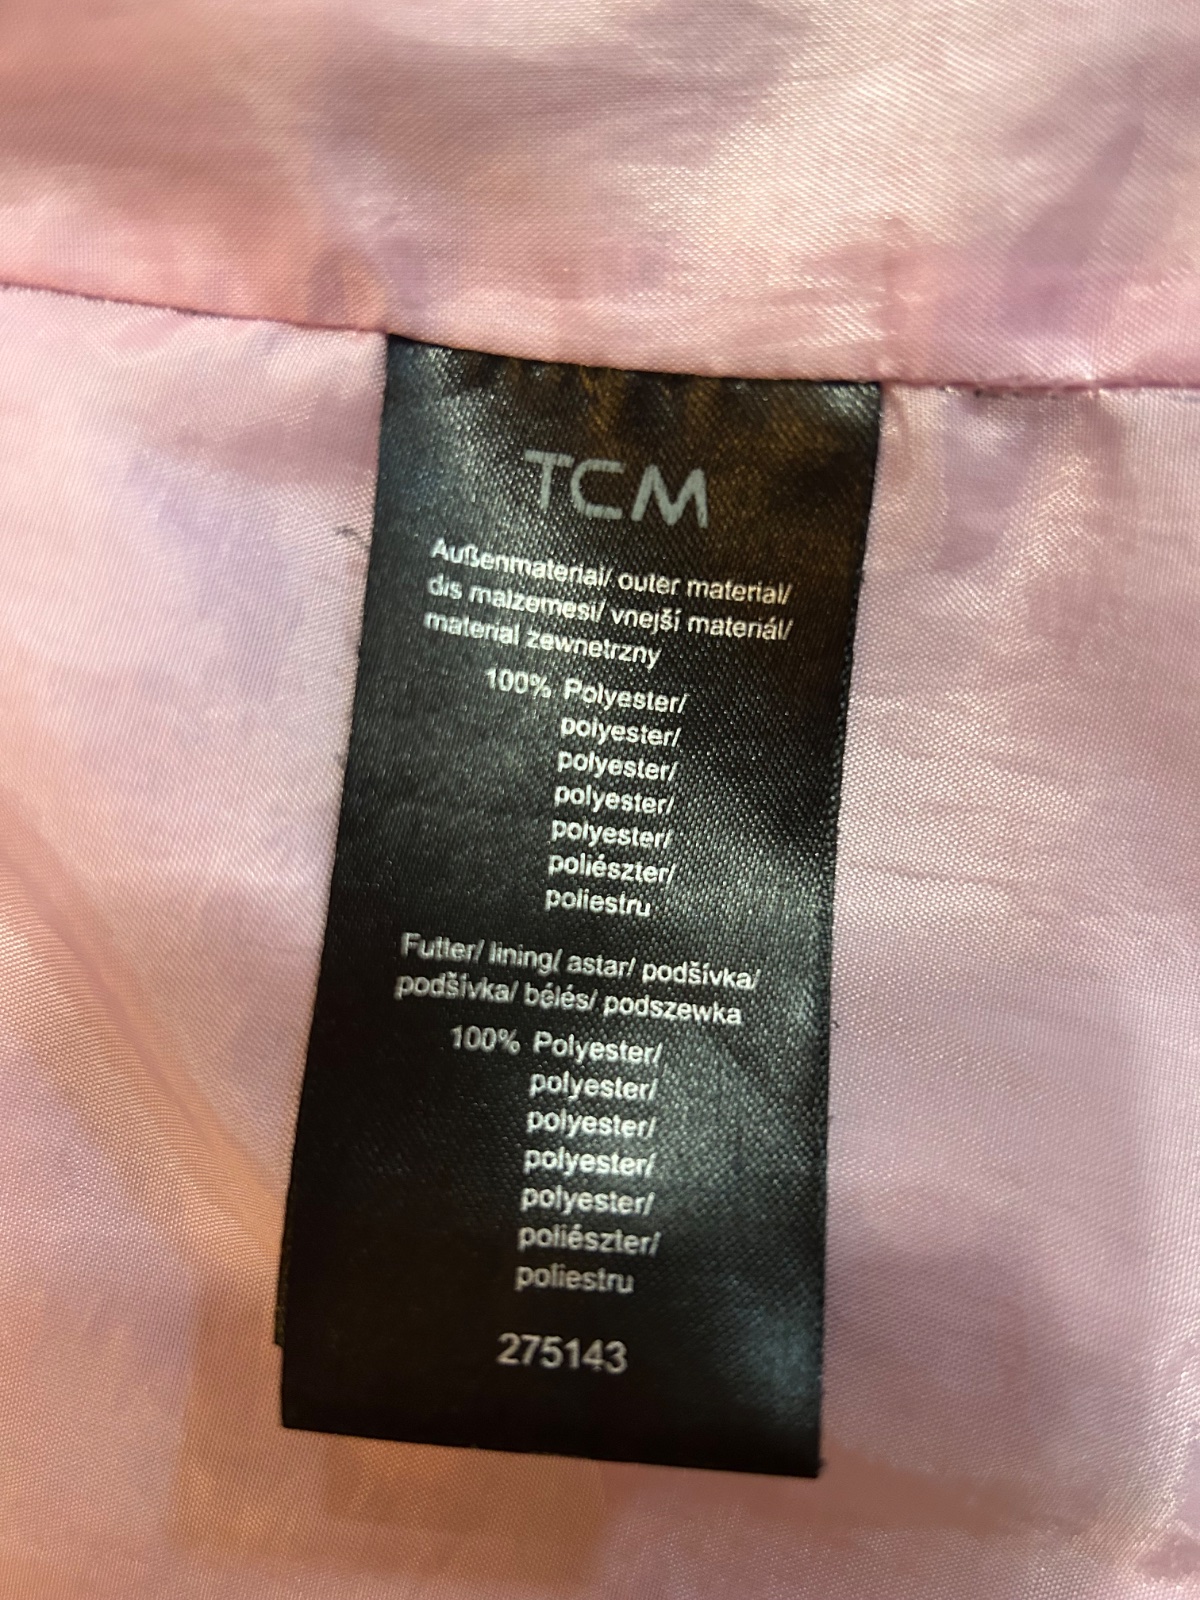 TCM
Außenmaterial/ outer material/
dis malzemesi/ vnejší materiál/
material zewnetrzny
100% Polyester/
polyester/
polyester/
polyester/
polyester/
poliészter/
poliestru
Futter/ lining/ astar/ podšívka/
podšívka/ bélés/ podszewka
100% Polyester/
polyester/
polyester/
polyester/
polyester/
poliészter/
poliestru
275143